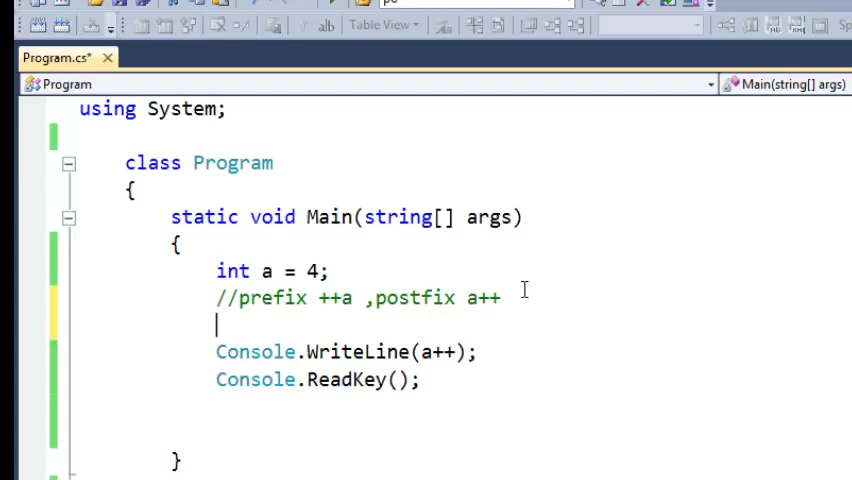 ab
Table View
Program.cs*
Program
Main(string[] args)
using System;
class Program
{
static void Main(string[] args)
{
int a = 4;
//prefix ++a ,postfix a++
Console.WriteLine(a++);
Console.ReadKey();
}